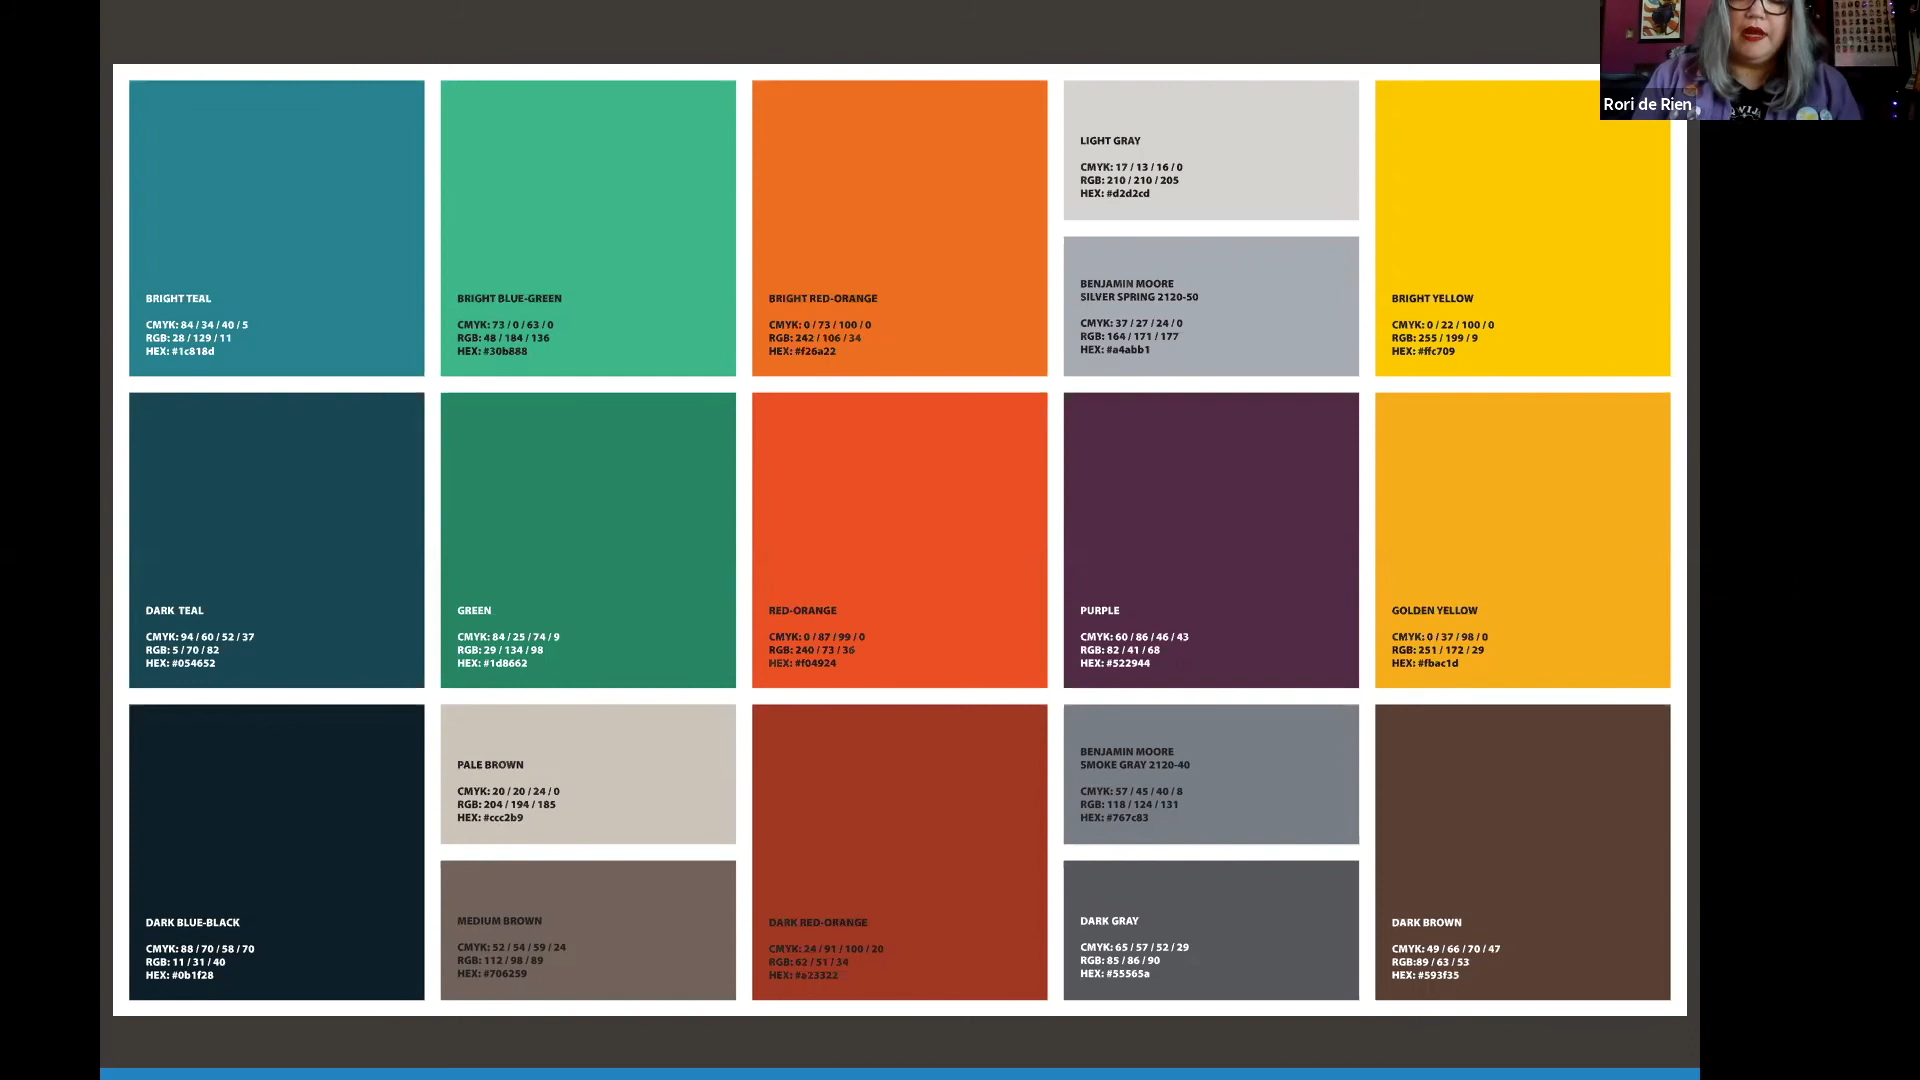 BRIGHT TEAL
CMYK: 84 / 34 / 40 / 5
RGB: 28 / 129 / 11
HEX: #1c818d
BRIGHT BLUE-GREEN
CMYK: 73 / 0 / 63 / 0
RGB: 48 / 184 / 136
HEX: #30b888
BRIGHT RED-ORANGE
CMYK: 0 / 73 / 100 / 0
RGB: 242 / 106 / 34
HEX: #f26a22
LIGHT GRAY
CMYK: 17 / 13 / 16 / 0
RGB: 210 / 210 / 205
HEX: #d2d2cd
BENJAMIN MOORE
SILVER SPRING 2120-50
CMYK: 37 / 27 / 24 / 0
RGB: 164 / 171 / 177
HEX: #a4abb1
BRIGHT YELLOW
CMYK: 0 / 22 / 100 / 0
RGB: 255 / 199 / 9
HEX: #ffc709
Rori de Rien
DARK TEAL
CMYK: 94 / 60 / 52 / 37
RGB: 5 / 70 / 82
HEX: #054652
GREEN
CMYK: 84 / 25 / 74 / 9
RGB: 29 / 134 / 98
HEX: #1d8662
RED-ORANGE
CMYK: 0 / 87 / 99 / 0
RGB: 240 / 73 / 36
HEX: #f04924
PURPLE
CMYK: 60 / 86 / 46 / 43
RGB: 82 / 41 / 68
HEX: #522944
GOLDEN YELLOW
CMYK: 0 / 37 / 98 / 0
RGB: 251 / 172 / 29
HEX: #fbac1d
DARK BLUE-BLACK
CMYK: 88 / 70 / 58 / 70
RGB: 11 / 31 / 40
HEX: #0b1f28
PALE BROWN
CMYK: 20 / 20 / 24 / 0
RGB: 204 / 194 / 185
HEX: #ccc2b9
MEDIUM BROWN
CMYK: 52 / 54 / 59 / 24
RGB: 112 / 98 / 89
HEX: #706259
DARK RED-ORANGE
CMYK: 24 / 91 / 100 / 20
RGB: 62 / 51 / 34
HEX: #a23322
BENJAMIN MOORE
SMOKE GRAY 2120-40
CMYK: 57 / 45 / 40 / 8
RGB: 118 / 124 / 131
HEX: #767c83
DARK GRAY
CMYK: 65 / 57 / 52 / 29
RGB: 85 / 86 / 90
HEX: #55565a
DARK BROWN
CMYK: 49 / 66 / 70 / 47
RGB:89 / 63 / 53
HEX: #593f35